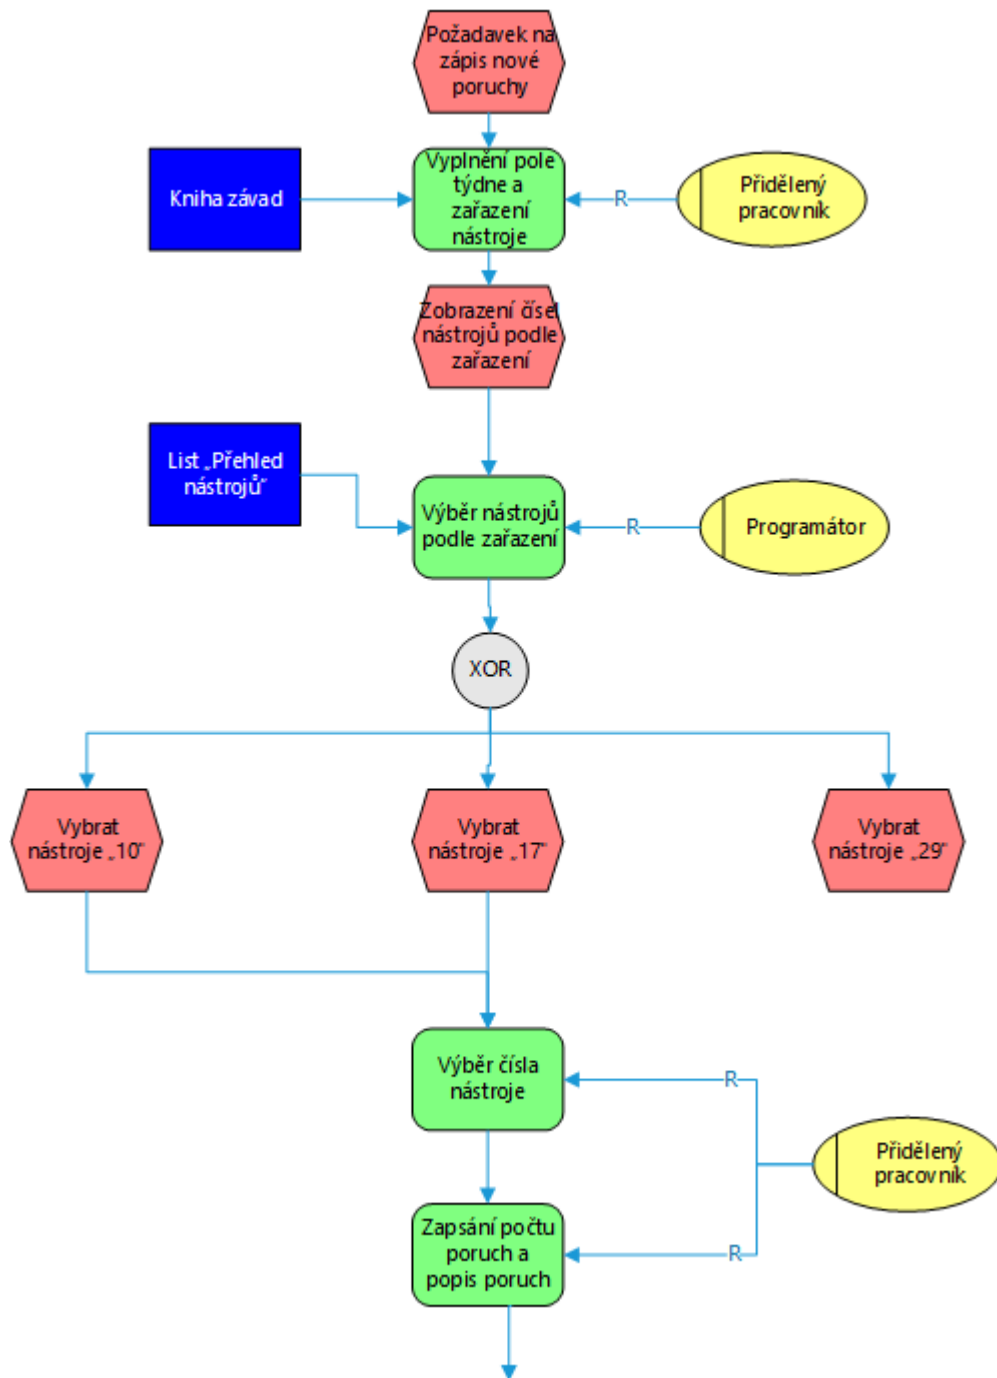 Požadavek na
zápis nové
poruchy
Kniha závad
Vyplnění pole
týdne a
zařazení
nástroje
R
Přidělený
pracovník
Zobrazení čísel
nástrojů podle
zařazení
List „Přehled
nástrojů“
Výběr nástrojů
podle zařazení
R
Programátor
XOR
Vybrat
nástroje „10“
Vybrat
nástroje „17“
Vybrat
nástroje „29“
Výběr čísla
nástroje
R
Přidělený
pracovník
Zapsání počtu
poruch a
popis poruch
R